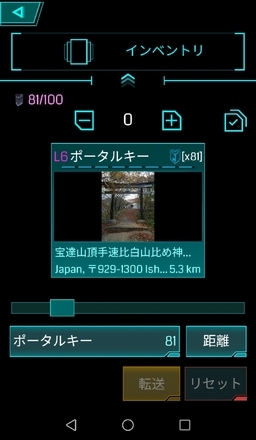 インベントリ
81/100
0
L6 ポータルキー [x81]
宝達山頂手速比白山比め神...
Japan, 〒929-1300 Ish... 5.3 km
ポータルキー 81 距離
転送 リセット